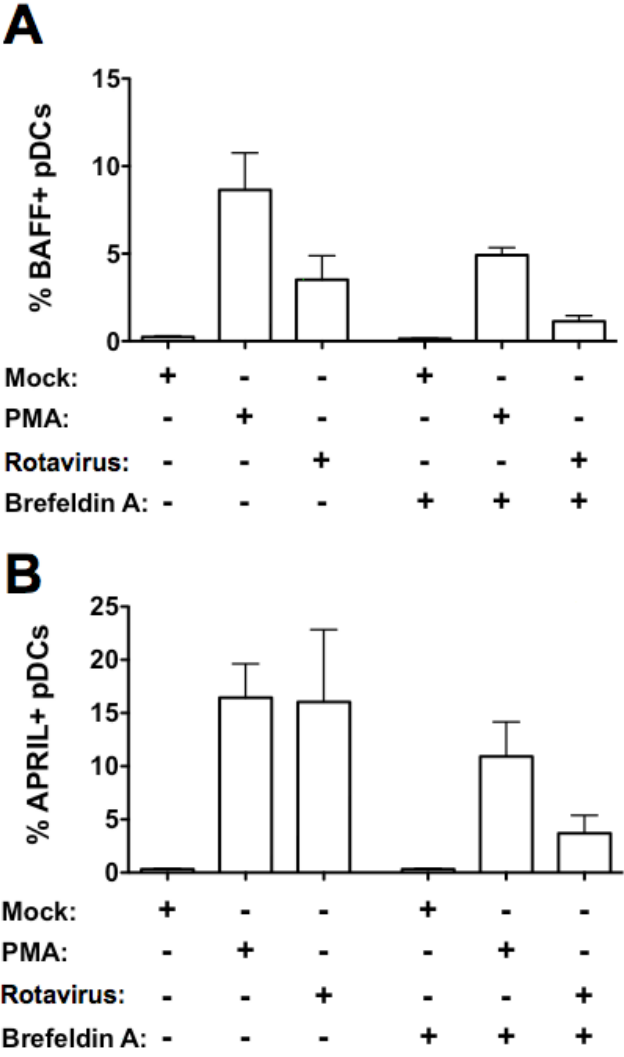 A
% BAFF+ pDCs
15
10
5
0
Mock: + - - + - -
PMA: - + - - + -
Rotavirus: - - + - - +
Brefeldin A: - - - + + +
B
% APRIL+ pDCs
25
20
15
10
5
0
Mock: + - - + - -
PMA: - + - - + -
Rotavirus: - - + - - +
Brefeldin A: - - - + + +